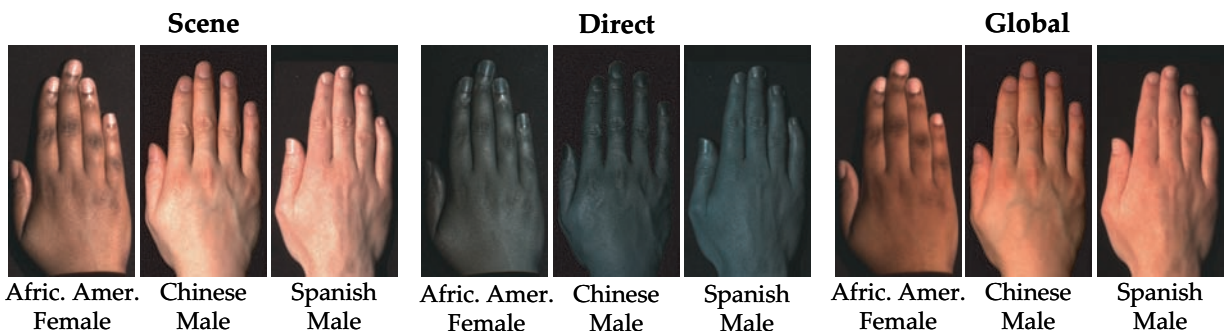 Scene
Direct
Global
Afric. Amer. Female
Chinese Male
Spanish Male
Afric. Amer. Female
Chinese Male
Spanish Male
Afric. Amer. Female
Chinese Male
Spanish Male